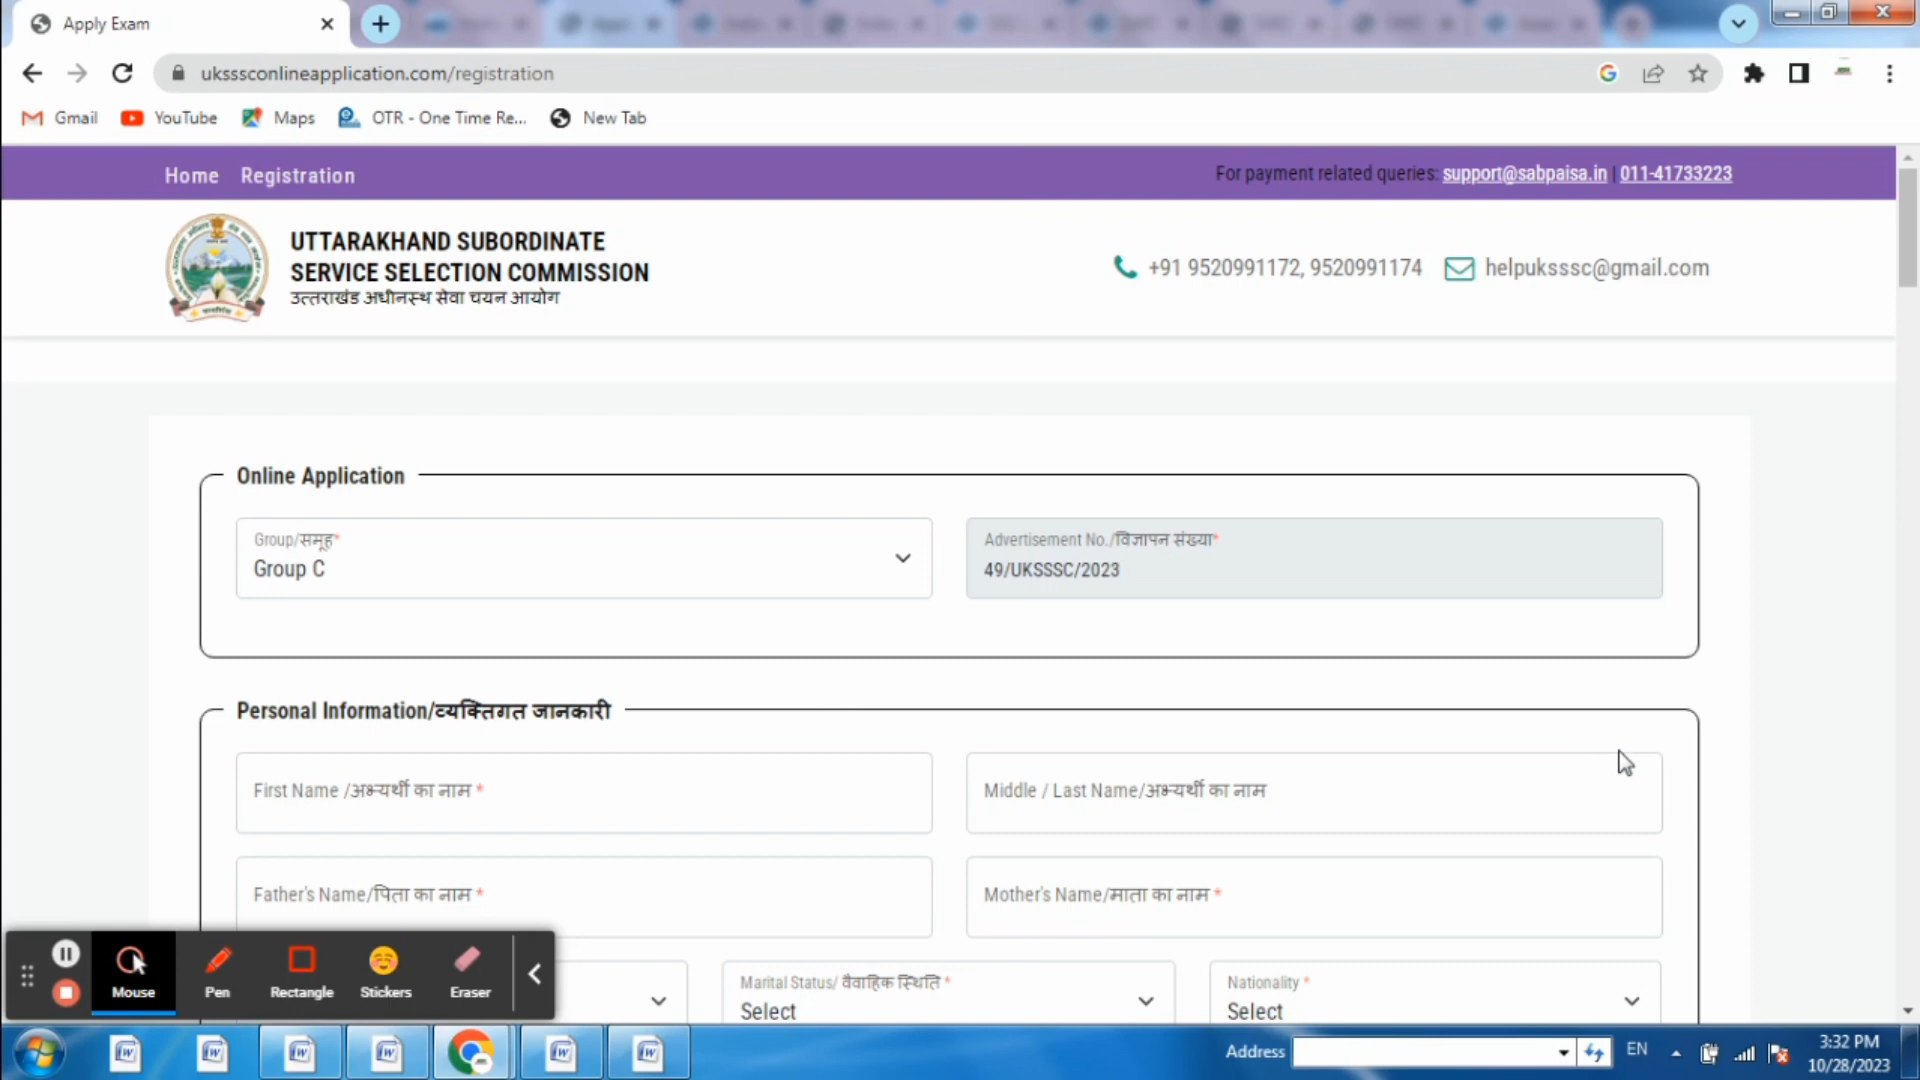 Apply Exam
uksssconlineapplication.com/registration
Gmail YouTube Maps OTR - One Time Re... New Tab
Home Registration
For payment related queries: support@sabpaisa.in | 011-41733223
UTTARAKHAND SUBORDINATE
SERVICE SELECTION COMMISSION
उत्तराखंड अधीनस्थ सेवा चयन आयोग
+91 9520991172, 9520991174 helpuksssc@gmail.com
Online Application
Group/समूह*
Group C
Advertisement No./विज्ञापन संख्या*
49/UKSSSC/2023
Personal Information/व्यक्तिगत जानकारी
First Name /अभ्यर्थी का नाम *
Middle / Last Name/अभ्यर्थी का नाम
Father's Name/पिता का नाम *
Mother's Name/माता का नाम *
Marital Status/ वैवाहिक स्थिति *
Select
Nationality *
Select
Mouse Pen Rectangle Stickers Eraser
Address
EN
3:32 PM
10/28/2023